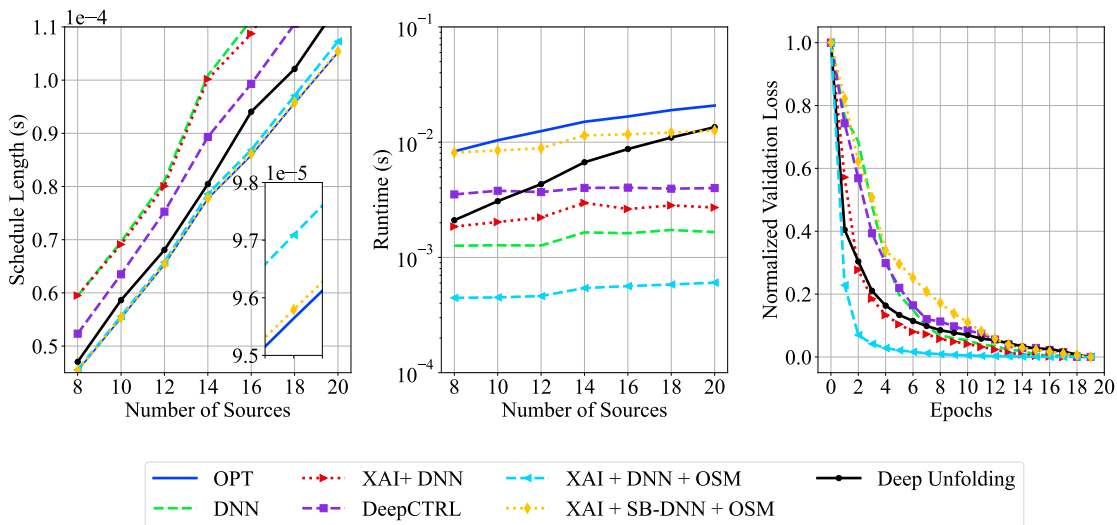 1e−4
1.1
1.0
0.9
0.8
0.7
0.6
0.5
8 10 12 14 16 18 20
Schedule Length (s)
Number of Sources
1e−5
9.8
9.7
9.6
9.5
10−1
10−2
10−3
10−4
8 10 12 14 16 18 20
Runtime (s)
Number of Sources
1.0
0.8
0.6
0.4
0.2
0.0
0 2 4 6 8 10 12 14 16 18 20
Normalized Validation Loss
Epochs
OPT
DNN
XAI+ DNN
DeepCTRL
XAI + DNN + OSM
XAI + SB-DNN + OSM
Deep Unfolding